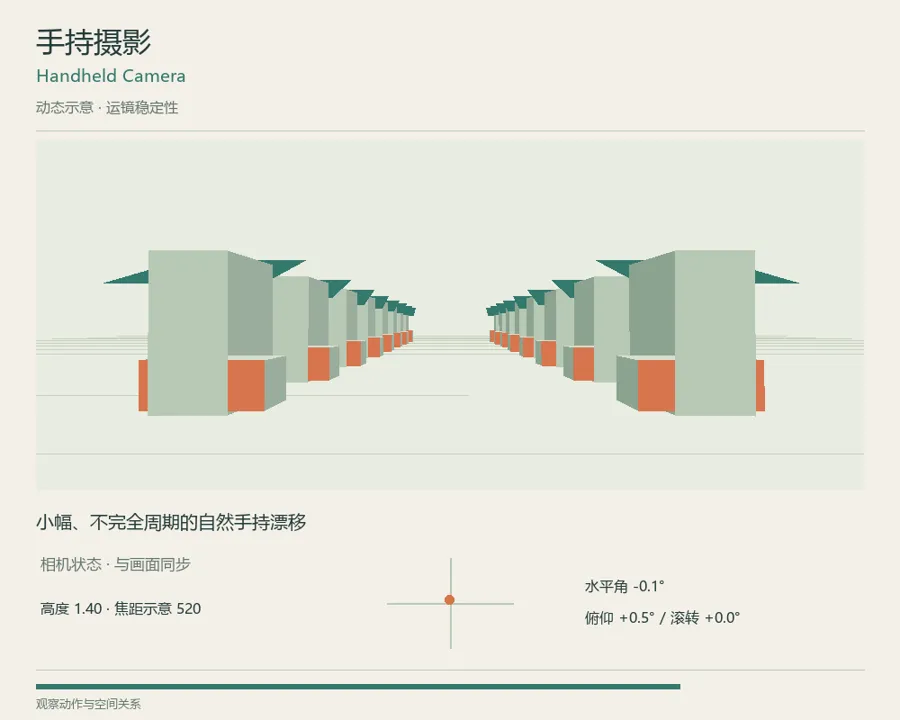 手持摄影
Handheld Camera
动态示意 · 运镜稳定性
小幅、不完全周期的自然手持漂移
相机状态 · 与画面同步
高度 1.40 · 焦距示意 520
水平角 -0.1°
俯仰 +0.5° / 滚转 +0.0°
观察动作与空间关系